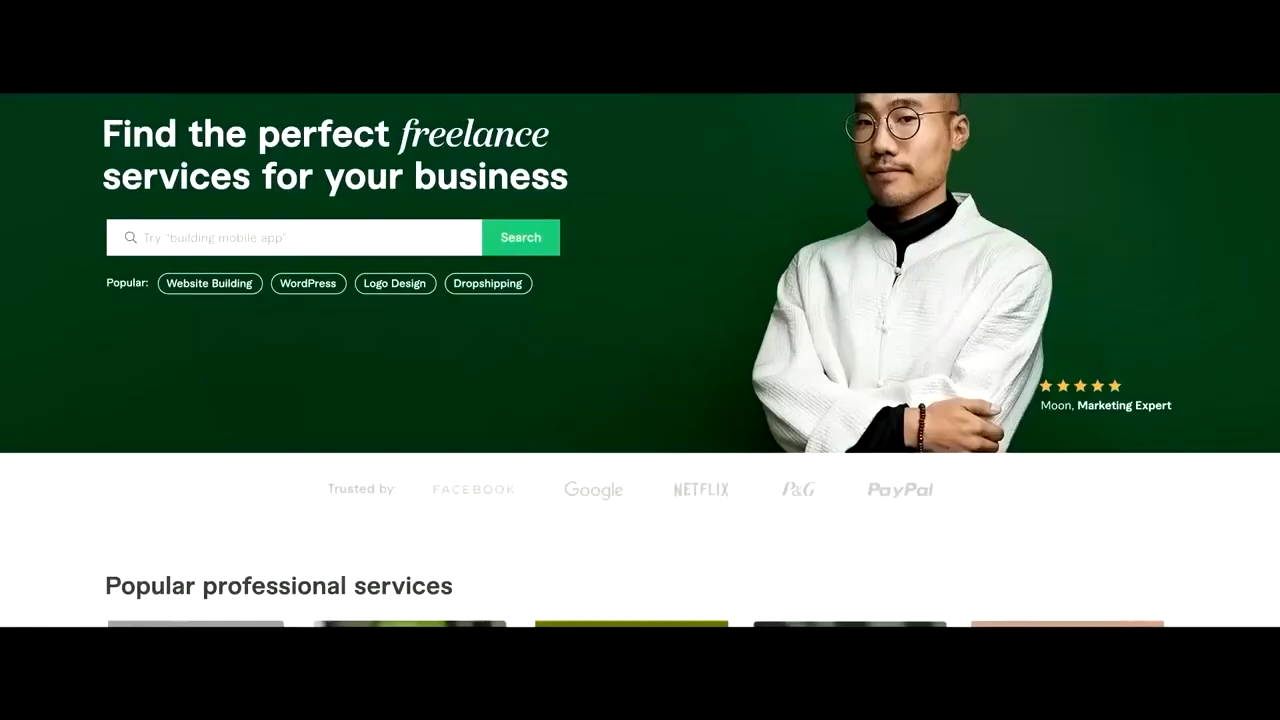 Find the perfect freelance
services for your business
Try "building mobile app"
Search
Popular:
Website Building
WordPress
Logo Design
Dropshipping
Moon, Marketing Expert
Trusted by:
FACEBOOK
Google
NETFLIX
P&G
PayPal
Popular professional services